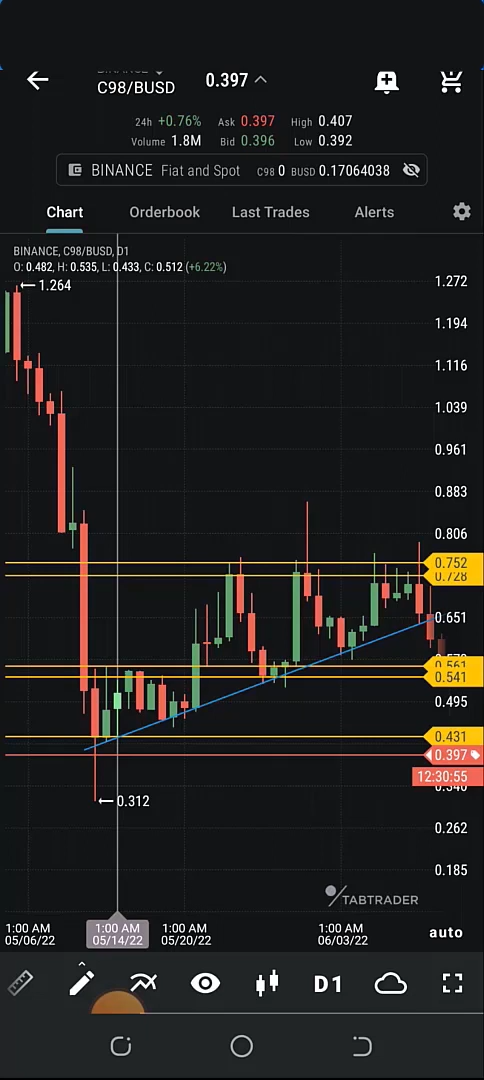 C98/BUSD
0.397
24h +0.76% Ask 0.397 High 0.407
Volume 1.8M Bid 0.396 Low 0.392
BINANCE Fiat and Spot C98 0 BUSD 0.17064038
Chart Orderbook Last Trades Alerts
BINANCE, C98/BUSD, D1
O: 0.482, H: 0.535, L: 0.433, C: 0.512 (+6.22%)
1.272
1.264
1.194
1.116
1.039
0.961
0.883
0.806
0.752
0.728
0.651
0.561
0.541
0.495
0.431
0.397
12:30:55
0.340
0.312
0.262
0.185
TABTRADER
1:00 AM 1:00 AM 1:00 AM 1:00 AM
05/06/22 05/14/22 05/20/22 06/03/22
auto
D1